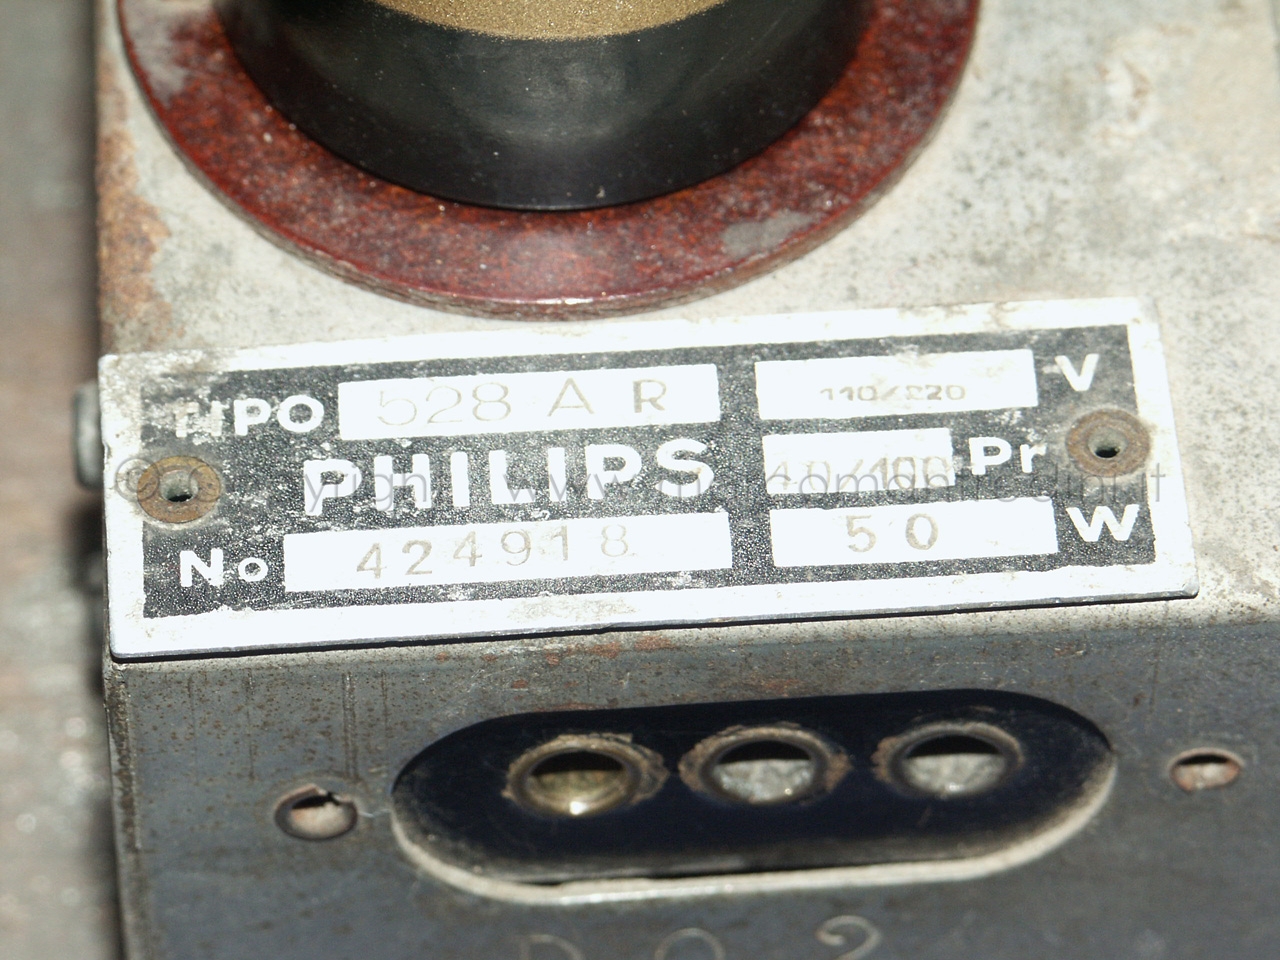 TIPO 528 A R 110/220 V
PHILIPS 40/100 Pr
No 424918 50 W